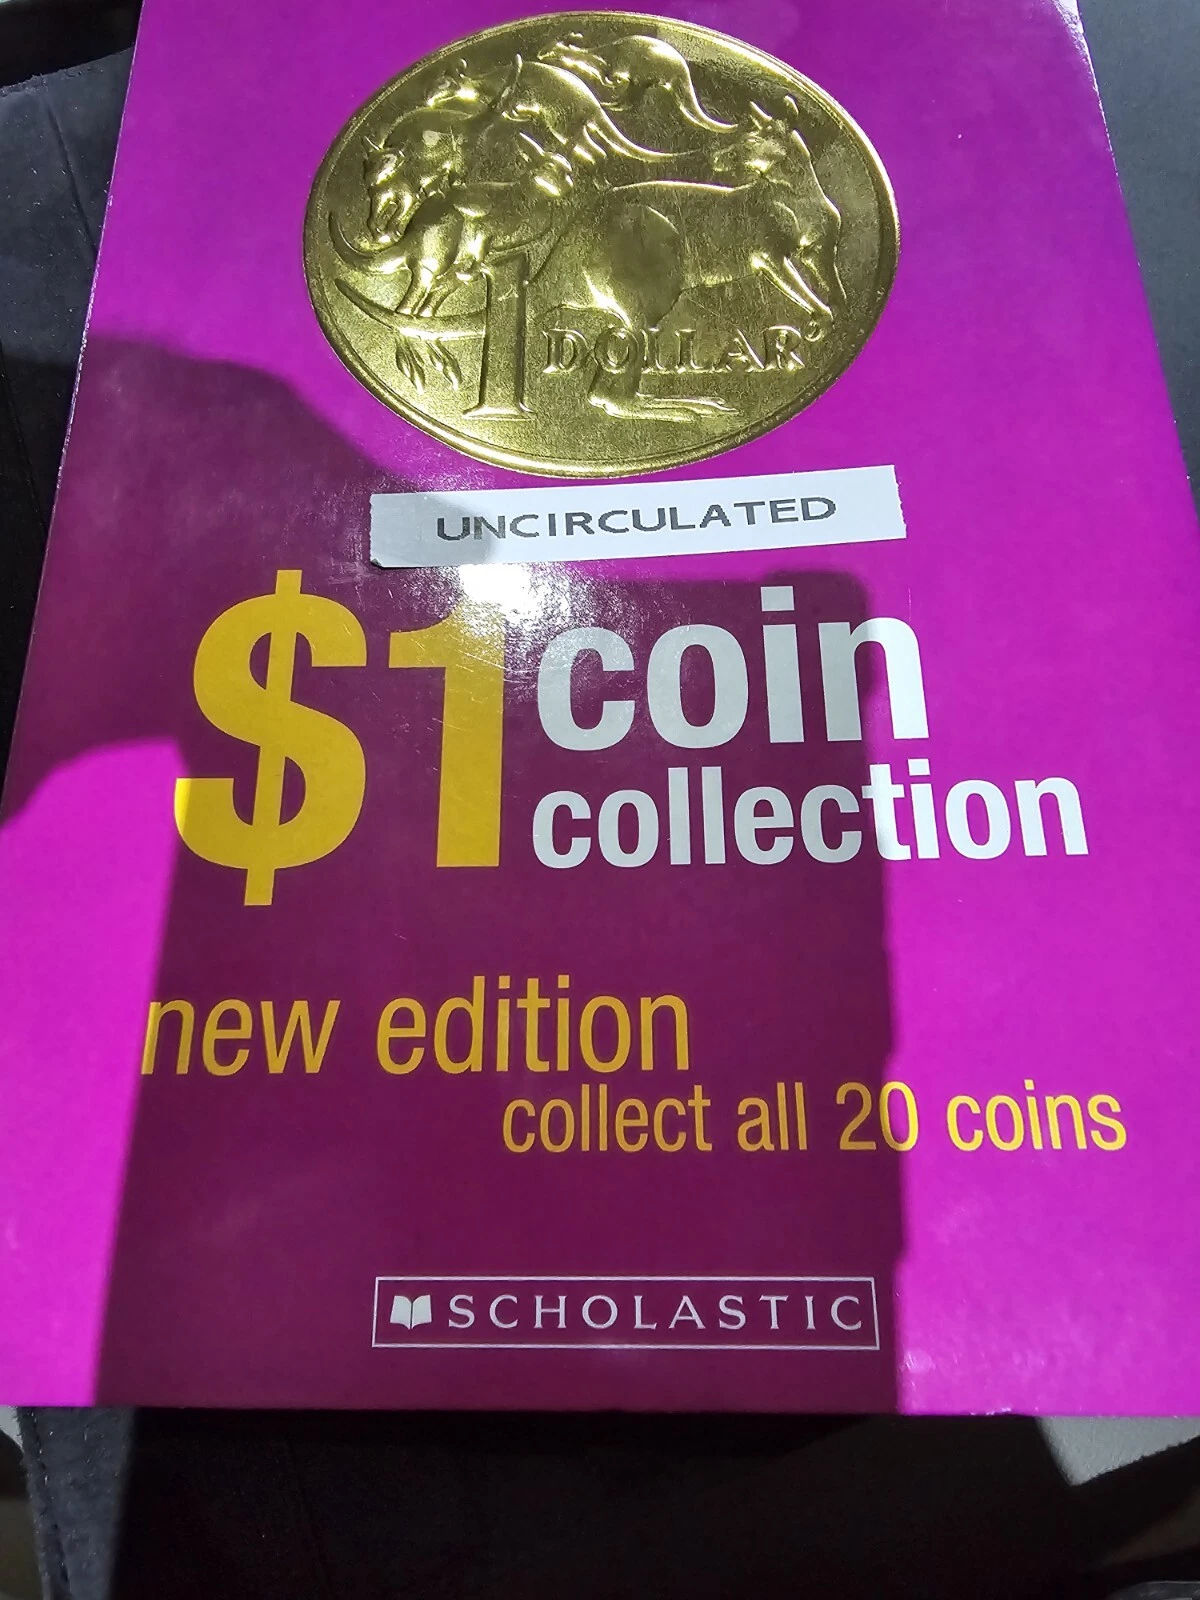 1 DOLLAR
UNCIRCULATED
$1 coin
collection
new edition
collect all 20 coins
SCHOLASTIC